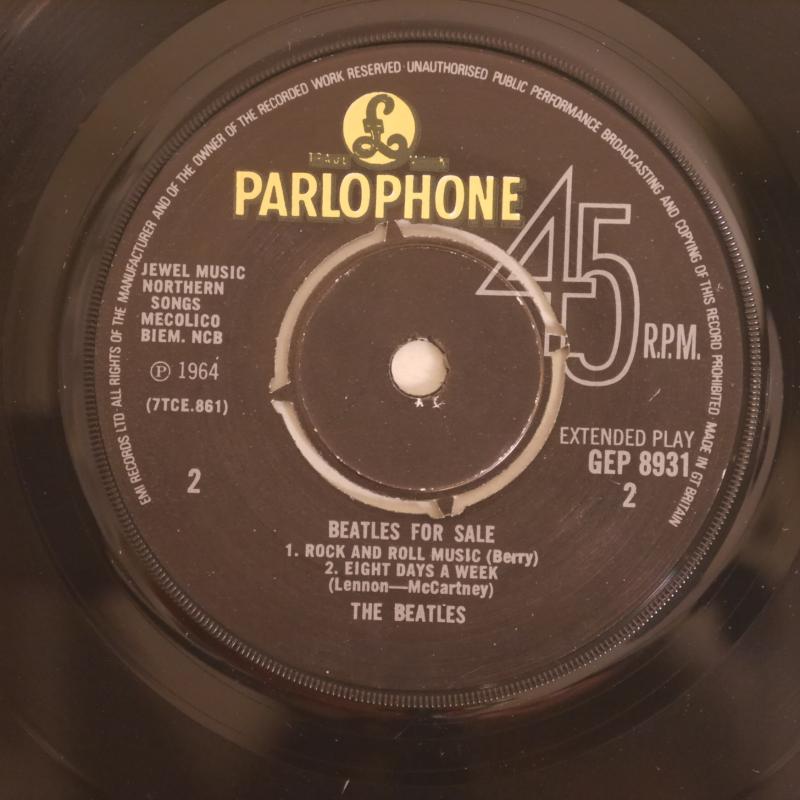 EMI RECORDS LTD·ALL RIGHTS OF THE MANUFACTURER AND OF THE OWNER OF THE RECORDED WORK RESERVED·UNAUTHORISED PUBLIC PERFORMANCE BROADCASTING AND COPYING OF THIS RECORD PROHIBITED MADE IN GT BRITAIN
£
TRADE MARK
PARLOPHONE
45
R.P.M.
JEWEL MUSIC
NORTHERN
SONGS
MECOLICO
BIEM. NCB
℗ 1964
(7TCE.861)
2
EXTENDED PLAY
GEP 8931
2
BEATLES FOR SALE
1. ROCK AND ROLL MUSIC (Berry)
2. EIGHT DAYS A WEEK
(Lennon—McCartney)
THE BEATLES